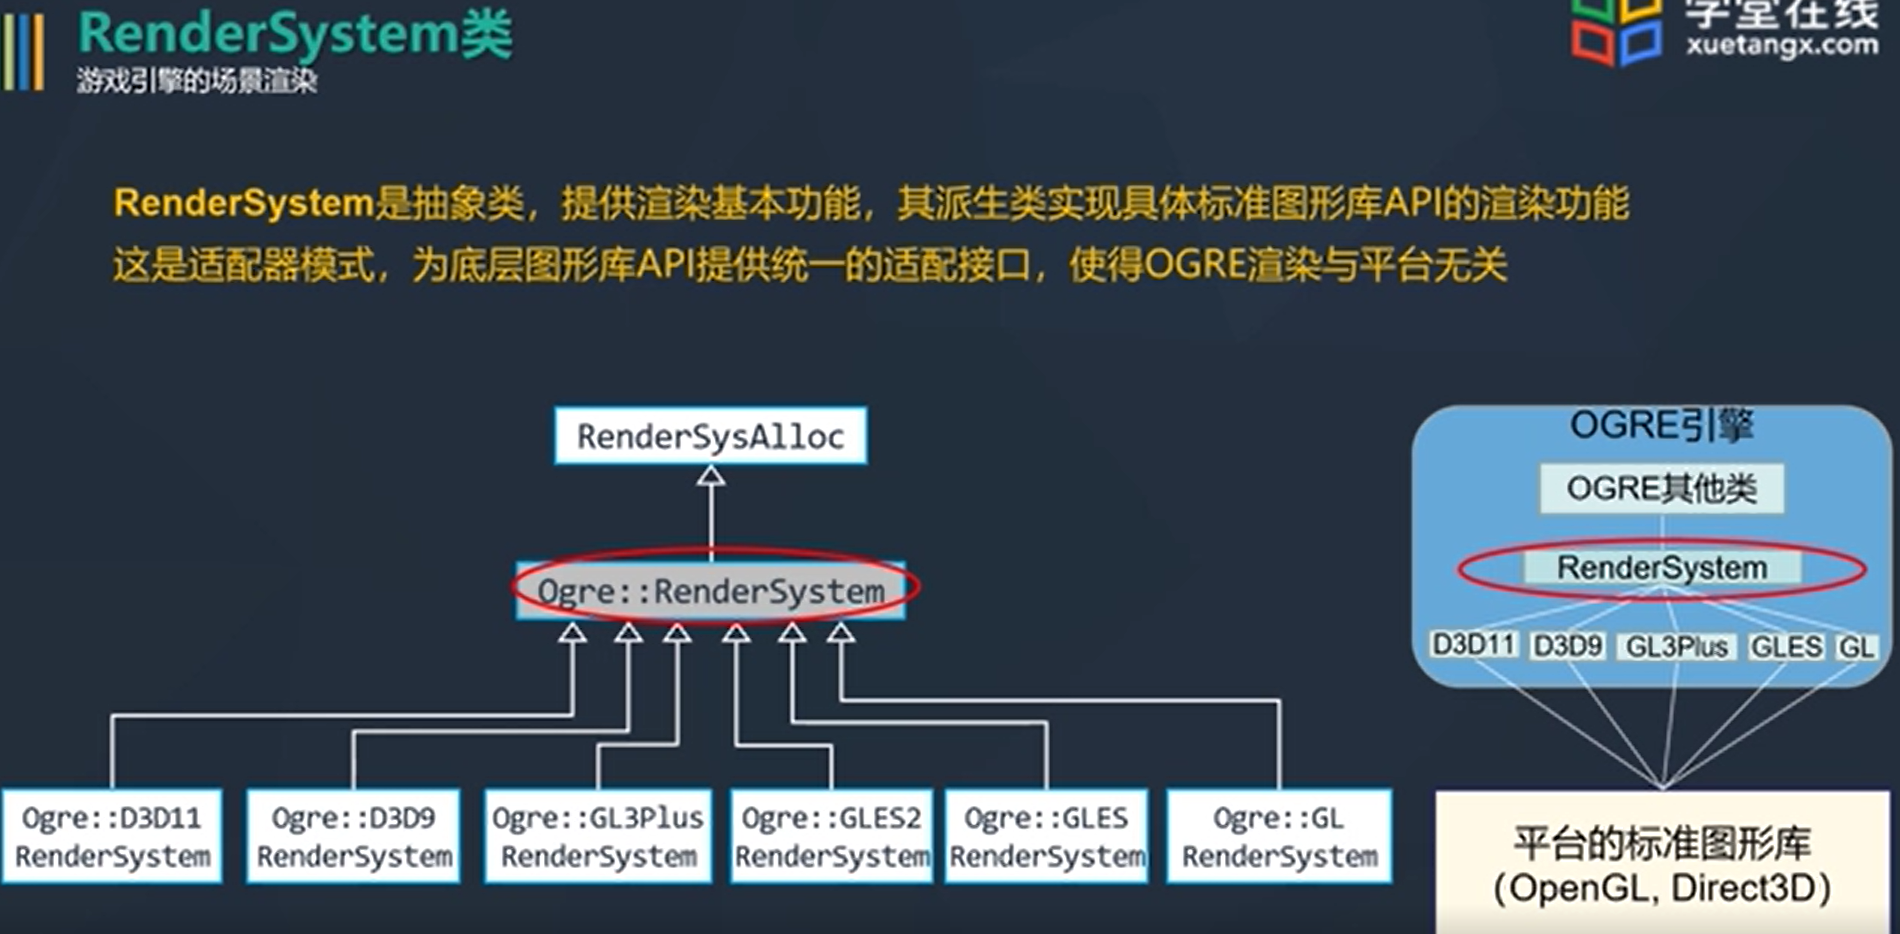 RenderSystem类
游戏引擎的场景渲染
学堂在线
xuetangx.com
RenderSystem是抽象类，提供渲染基本功能，其派生类实现具体标准图形库API的渲染功能
这是适配器模式，为底层图形库API提供统一的适配接口，使得OGRE渲染与平台无关
RenderSysAlloc
Ogre::RenderSystem
Ogre::D3D11
RenderSystem
Ogre::D3D9
RenderSystem
Ogre::GL3Plus
RenderSystem
Ogre::GLES2
RenderSystem
Ogre::GLES
RenderSystem
Ogre::GL
RenderSystem
OGRE引擎
OGRE其他类
RenderSystem
D3D11 D3D9 GL3Plus GLES GL
平台的标准图形库
(OpenGL, Direct3D)